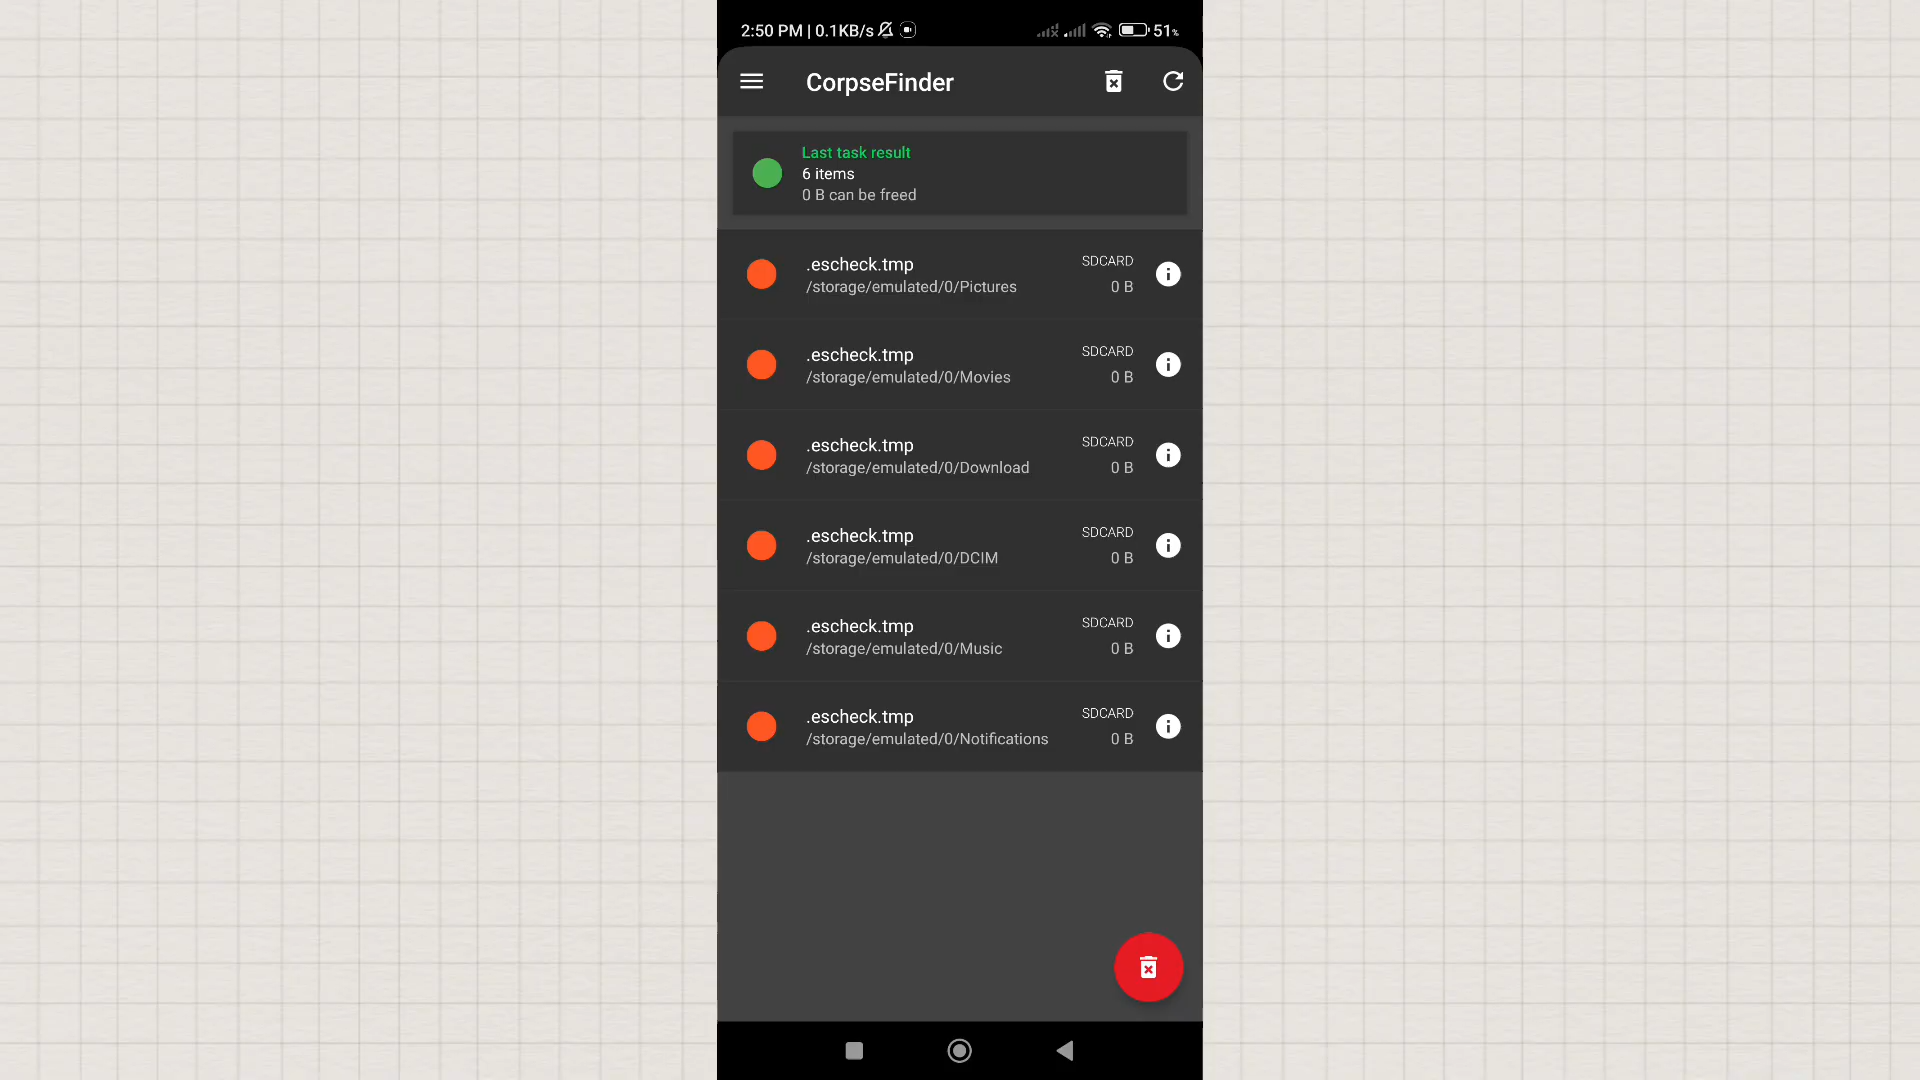 2:50 PM | 0.1KB/s 51%
CorpseFinder
Last task result
6 items
0 B can be freed
.escheck.tmp SDCARD
/storage/emulated/0/Pictures 0 B
.escheck.tmp SDCARD
/storage/emulated/0/Movies 0 B
.escheck.tmp SDCARD
/storage/emulated/0/Download 0 B
.escheck.tmp SDCARD
/storage/emulated/0/DCIM 0 B
.escheck.tmp SDCARD
/storage/emulated/0/Music 0 B
.escheck.tmp SDCARD
/storage/emulated/0/Notifications 0 B